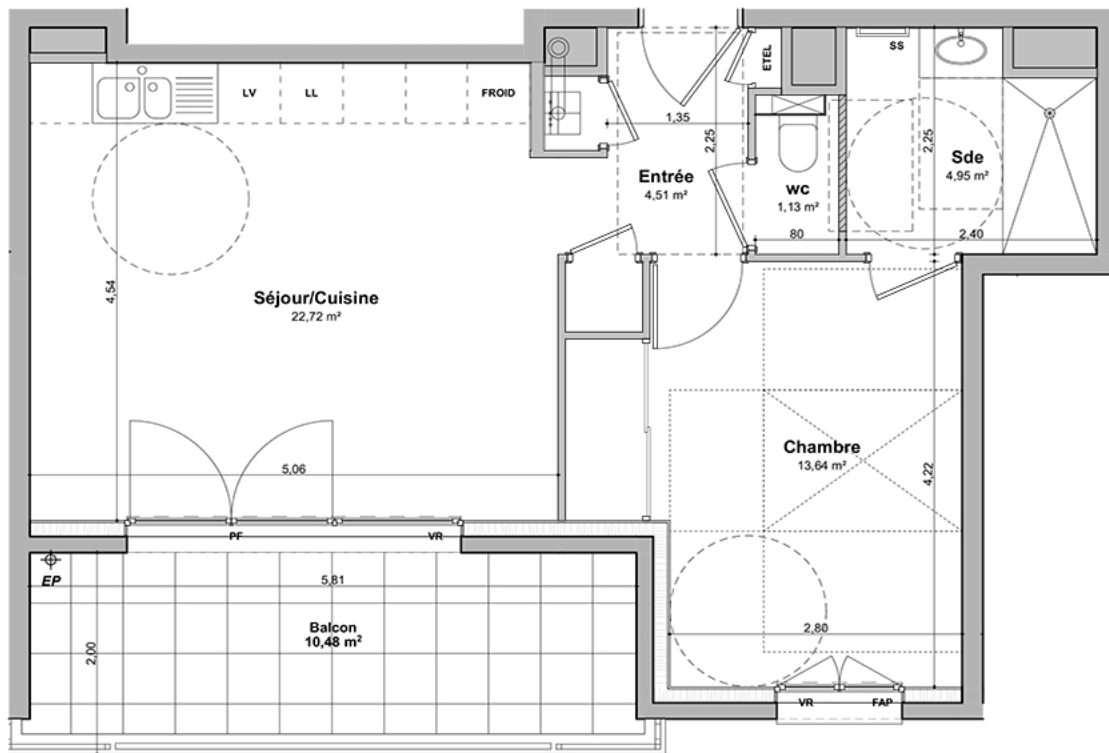 SS
ETEL
LV
LL
FROID
1,35
2,25
2,25
Sde
4,95 m²
Entrée
4,51 m²
WC
1,13 m²
80
2,40
4,54
Séjour/Cuisine
22,72 m²
Chambre
13,64 m²
5,06
4,22
PF
VR
EP
5,81
Balcon
10,48 m²
2,00
2,80
VR
FAP